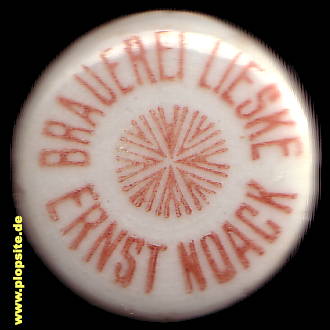 BRAUEREI LIESKE
ERNST NOACK
www.plopsite.de